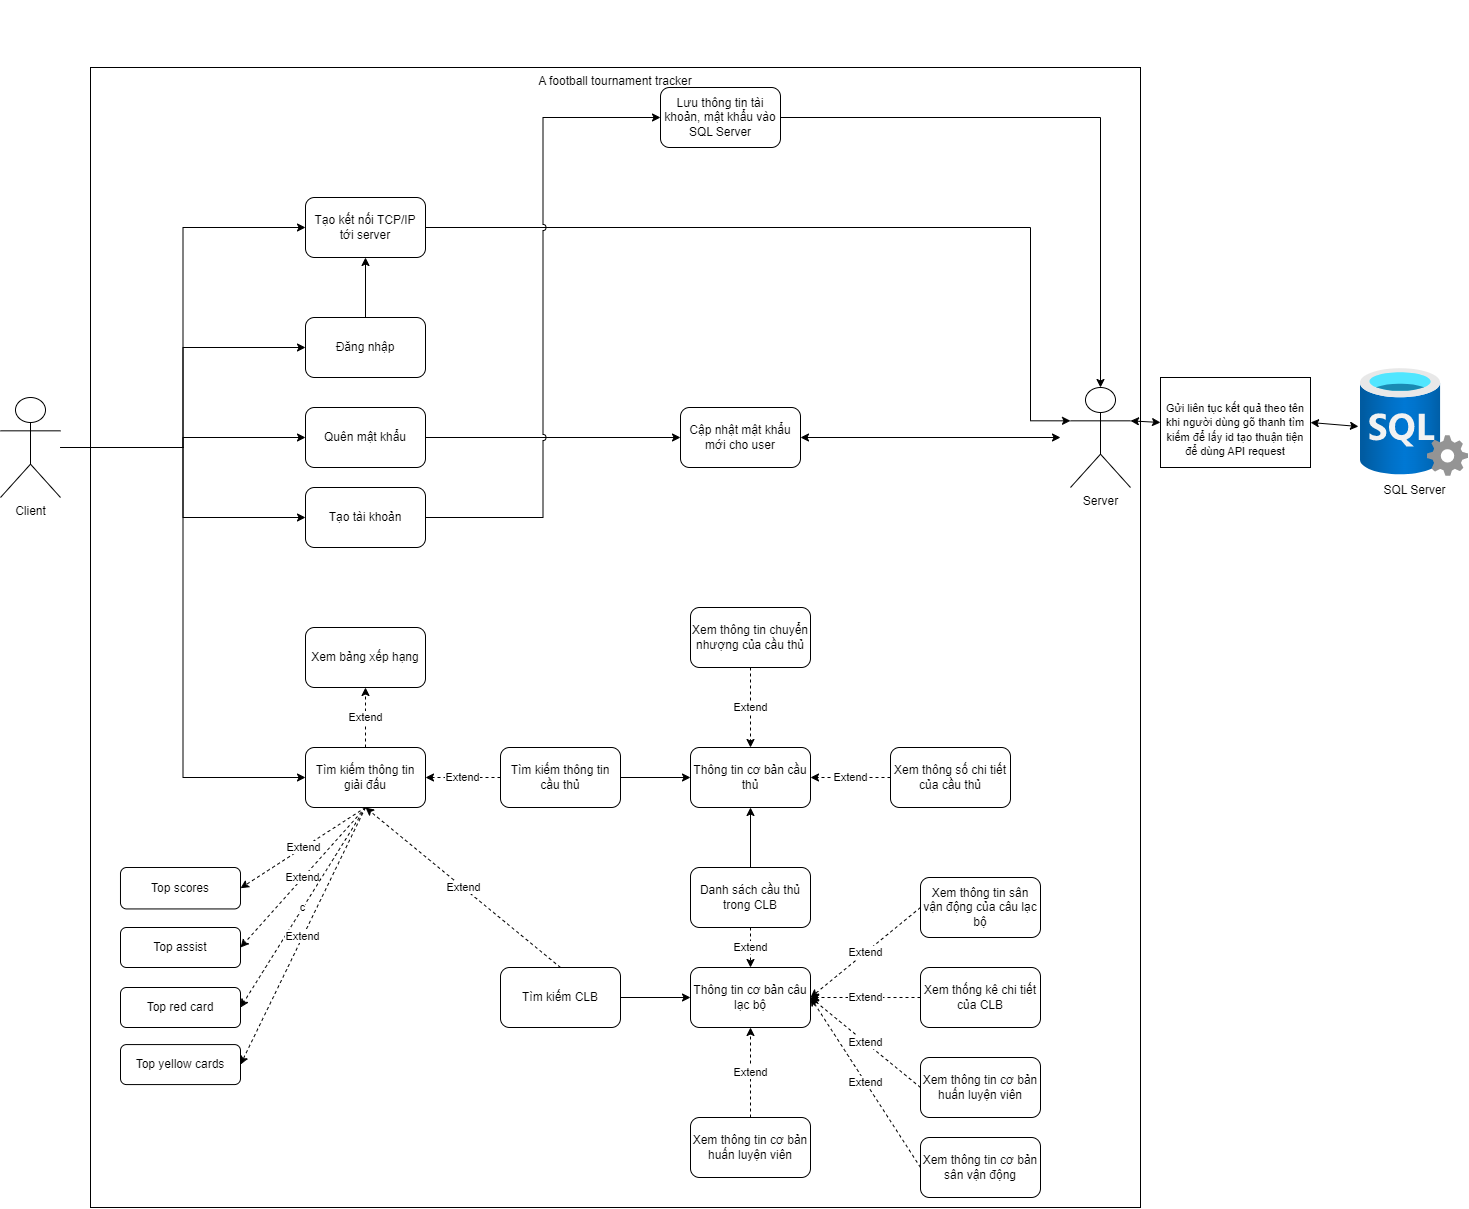 A football tournament tracker
Lưu thông tin tài
khoản, mật khẩu vào
SQL Server
Tạo kết nối TCP/IP
tới server
Đăng nhập
Quên mật khẩu
Cập nhật mật khẩu
mới cho user
Tạo tài khoản
Client
Server
Gửi liên tục kết quả theo tên
khi người dùng gõ thanh tìm
kiếm để lấy id tạo thuận tiện
để dùng API request
SQL
SQL Server
Xem bảng xếp hạng
Extend
Xem thông tin chuyển
nhượng của cầu thủ
Extend
Tìm kiếm thông tin
giải đấu
Extend
Tìm kiếm thông tin
cầu thủ
Thông tin cơ bản cầu
thủ
Extend
Xem thông số chi tiết
của cầu thủ
Extend
Extend
c
Extend
Top scores
Top assist
Top red card
Top yellow cards
Extend
Danh sách cầu thủ
trong CLB
Extend
Tìm kiếm CLB
Thông tin cơ bản câu
lạc bộ
Extend
Xem thông tin cơ bản
huấn luyện viên
Extend
Xem thông tin sân
vận động của câu lạc
bộ
Extend
Xem thống kê chi tiết
của CLB
Extend
Xem thông tin cơ bản
huấn luyện viên
Extend
Xem thông tin cơ bản
sân vận động